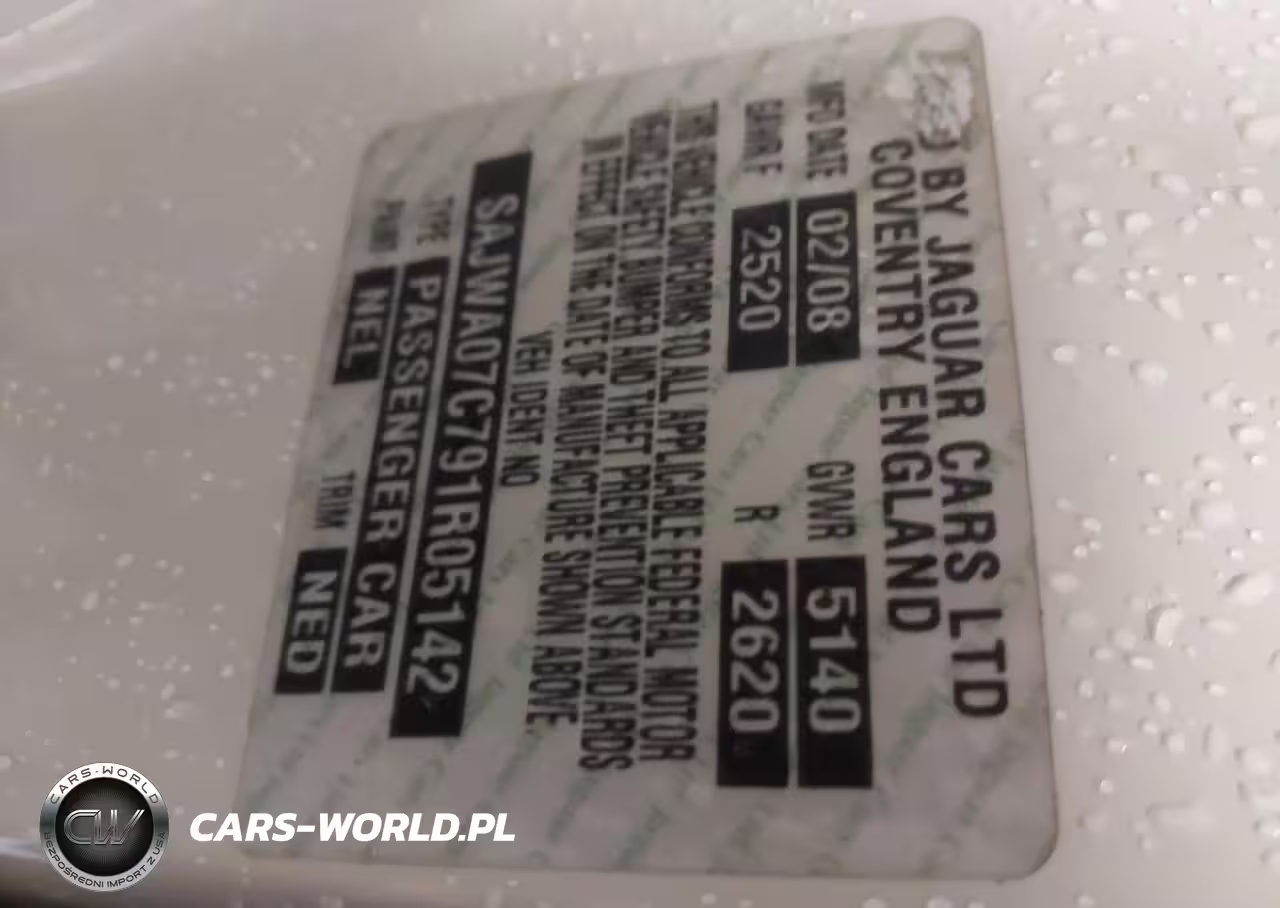 ) BY JAGUAR CARS LTD
COVENTRY ENGLAND
MFD DATE 02/08 GVWR 5140
GAWR F 2520 R 2620
THIS VEHICLE CONFORMS TO ALL APPLICABLE FEDERAL MOTOR
VEHICLE SAFETY BUMPER AND THEFT PREVENTION STANDARDS
IN EFFECT ON THE DATE OF MANUFACTURE SHOWN ABOVE.
VEH IDENT NO
SAJWA07C791R05142
TYPE PASSENGER CAR
PAINT NEL TRIM NED
CARS-WORLD
CW
BEZPOŚREDNI IMPORT Z USA
CARS-WORLD.PL